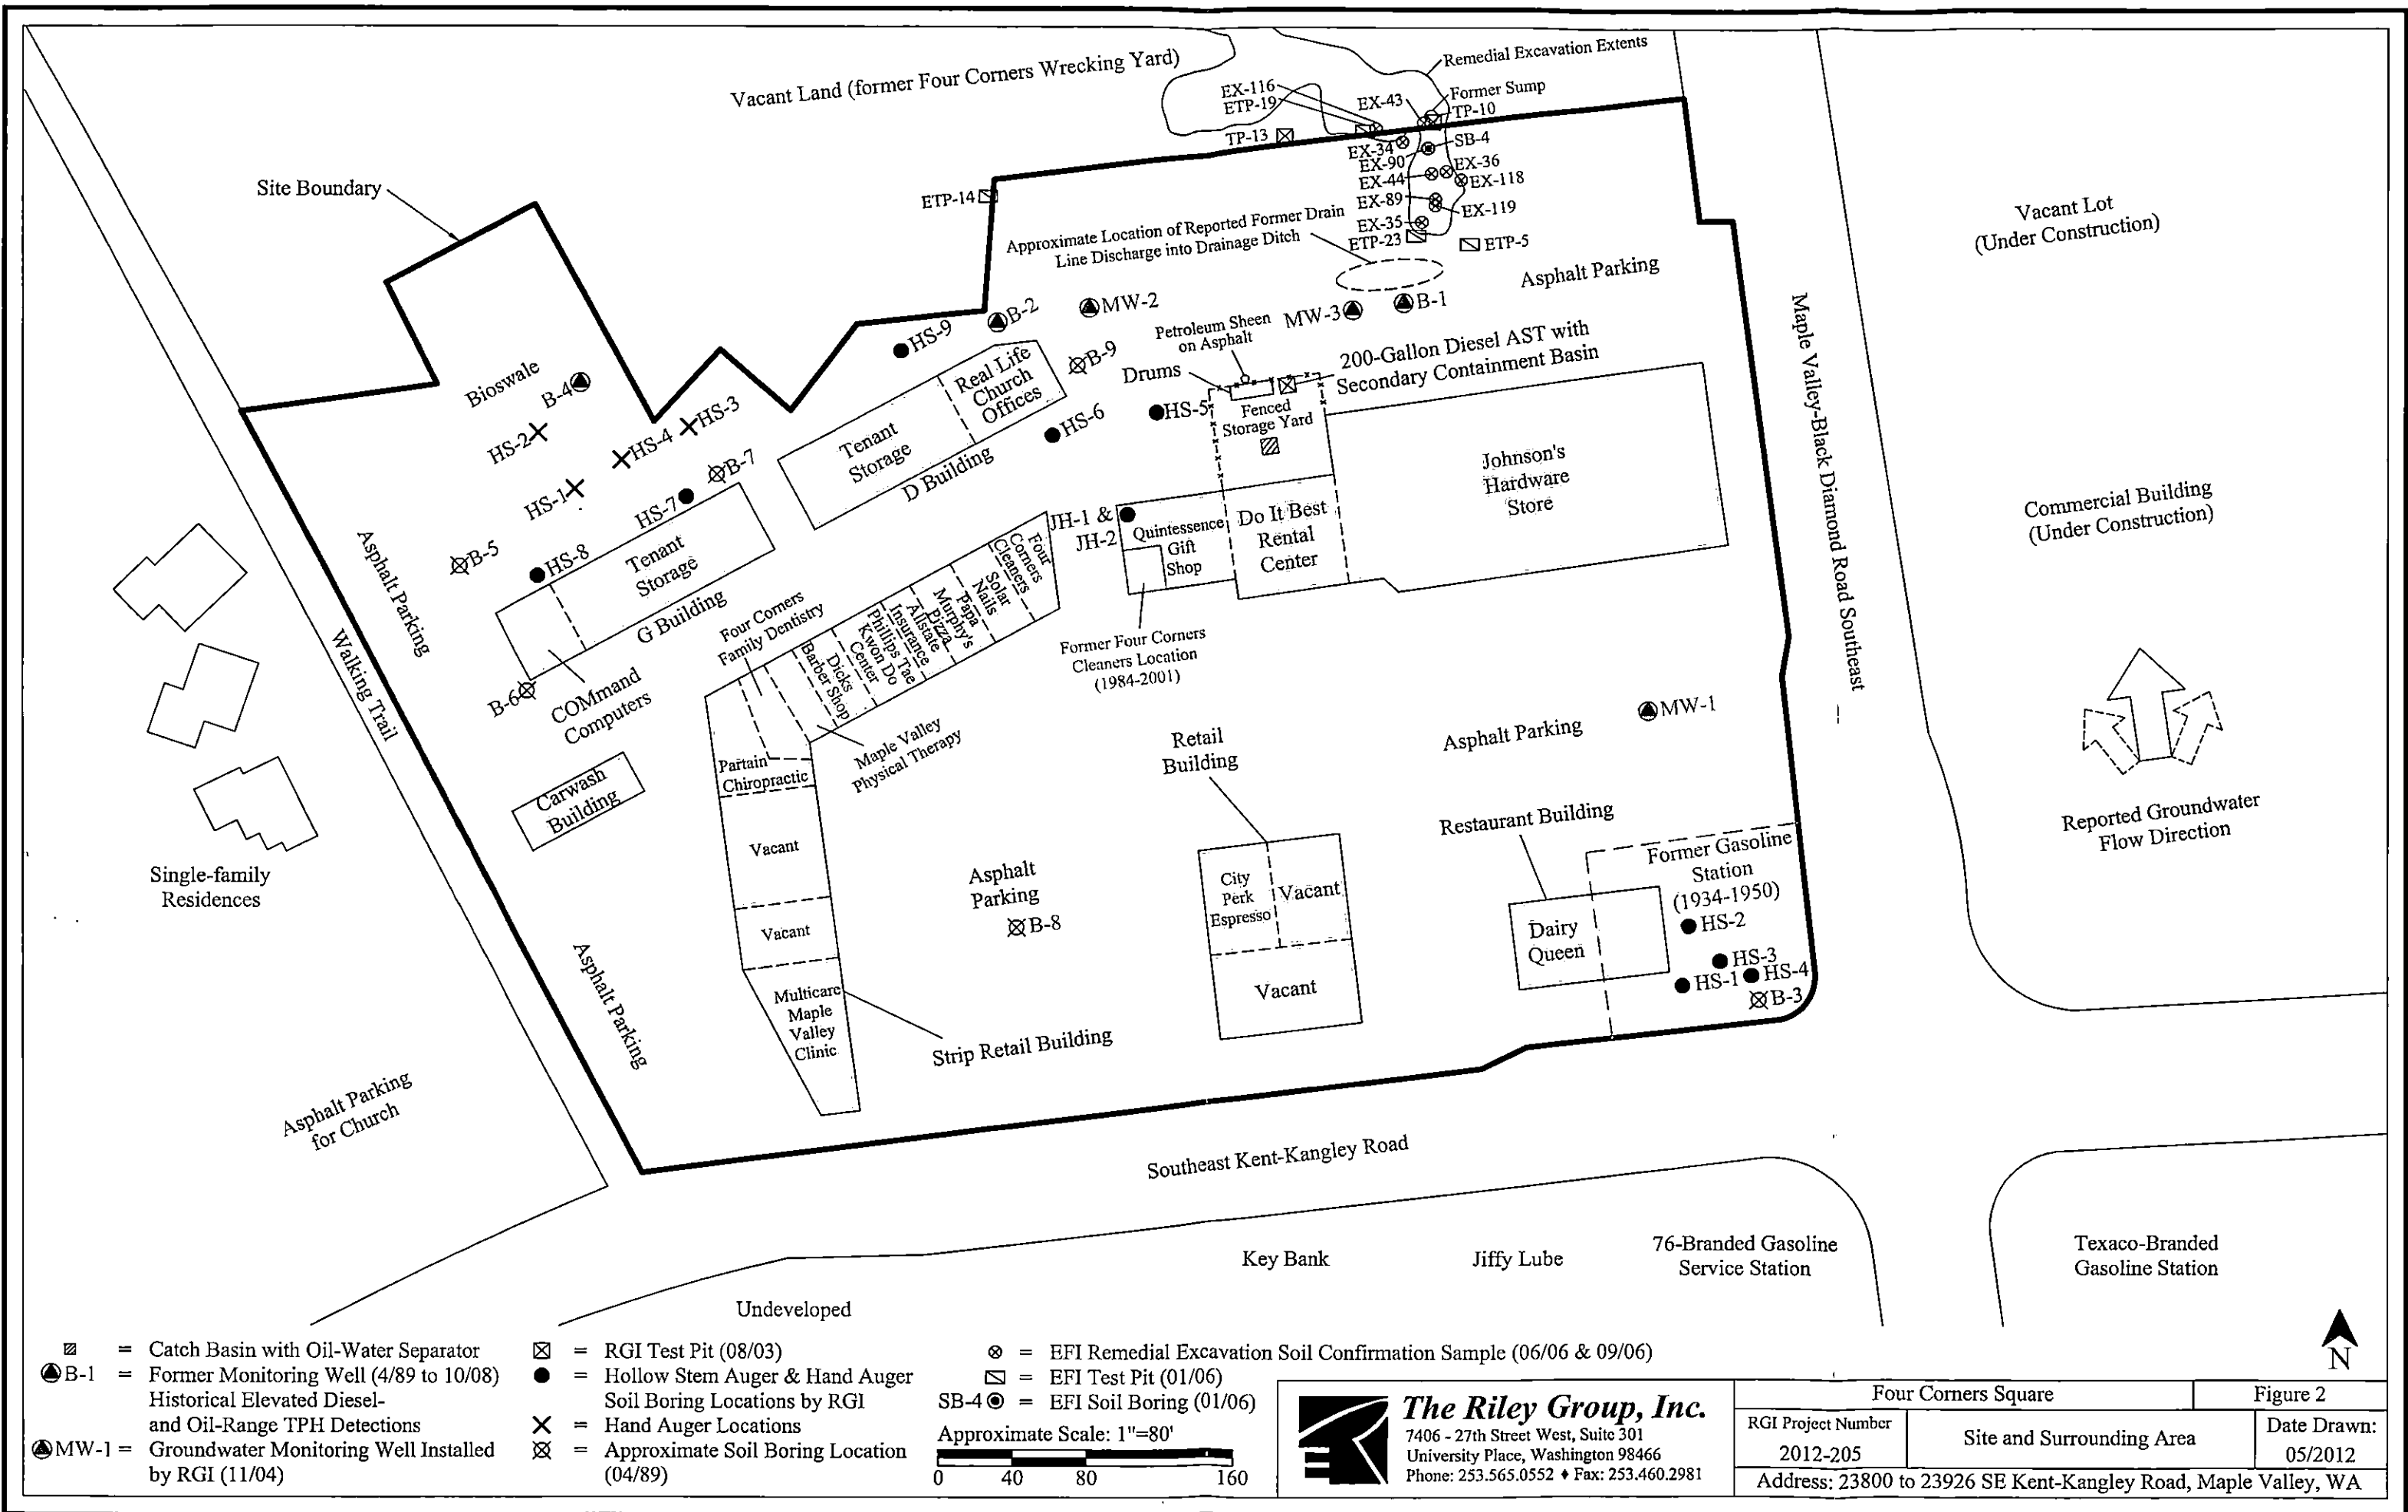 Vacant Land (former Four Corners Wrecking Yard)
Remedial Excavation Extents
EX-116
ETP-19
EX-43
Former Sump
TP-10
TP-13
SB-4
EX-34
EX-90
EX-36
EX-44
EX-118
EX-89
EX-119
EX-35
ETP-23
ETP-5
Site Boundary
ETP-14
Approximate Location of Reported Former Drain
Line Discharge into Drainage Ditch
Asphalt Parking
Vacant Lot
(Under Construction)
B-2
MW-2
MW-3
B-1
HS-9
Petroleum Sheen
on Asphalt
B-9
Drums
200-Gallon Diesel AST with
Secondary Containment Basin
Maple Valley-Black Diamond Road Southeast
Bioswale
B-4
HS-2
HS-4
HS-3
HS-1
B-7
HS-7
Real Life
Church
Offices
Tenant
Storage
D Building
HS-6
HS-5
Fenced
Storage Yard
Johnson's
Hardware
Store
Commercial Building
(Under Construction)
Asphalt Parking
B-5
HS-8
Tenant
Storage
G Building
JH-1 &
JH-2
Quintessence
Gift
Shop
Do It Best
Rental
Center
Four
Corners
Cleaners
Solar
Nails
Papa
Murphy's
Pizza
Allstate
Insurance
Phillips Tae
Kwon Do
Center
Dicks
Barber Shop
Four Corners
Family Dentistry
Former Four Corners
Cleaners Location
(1984-2001)
Walking Trail
B-6
COMmand
Computers
Maple Valley
Physical Therapy
Partain
Chiropractic
Carwash
Building
Retail
Building
Asphalt Parking
MW-1
Restaurant Building
Reported Groundwater
Flow Direction
Single-family
Residences
Vacant
Vacant
Asphalt
Parking
B-8
City
Perk
Espresso
Vacant
Vacant
Former Gasoline
Station
(1934-1950)
HS-2
Dairy
Queen
HS-3
HS-4
HS-1
B-3
Asphalt Parking
Multicare
Maple
Valley
Clinic
Strip Retail Building
Asphalt Parking
for Church
Southeast Kent-Kangley Road
Key Bank
Jiffy Lube
76-Branded Gasoline
Service Station
Texaco-Branded
Gasoline Station
Undeveloped
N
= Catch Basin with Oil-Water Separator
B-1 = Former Monitoring Well (4/89 to 10/08)
Historical Elevated Diesel-
and Oil-Range TPH Detections
MW-1 = Groundwater Monitoring Well Installed
by RGI (11/04)
= RGI Test Pit (08/03)
= Hollow Stem Auger & Hand Auger
Soil Boring Locations by RGI
= Hand Auger Locations
= Approximate Soil Boring Location
(04/89)
= EFI Remedial Excavation Soil Confirmation Sample (06/06 & 09/06)
= EFI Test Pit (01/06)
SB-4 = EFI Soil Boring (01/06)
Approximate Scale: 1"=80'
0 40 80 160
The Riley Group, Inc.
7406 - 27th Street West, Suite 301
University Place, Washington 98466
Phone: 253.565.0552 ♦ Fax: 253.460.2981
Four Corners Square
Figure 2
RGI Project Number
2012-205
Site and Surrounding Area
Date Drawn:
05/2012
Address: 23800 to 23926 SE Kent-Kangley Road, Maple Valley, WA